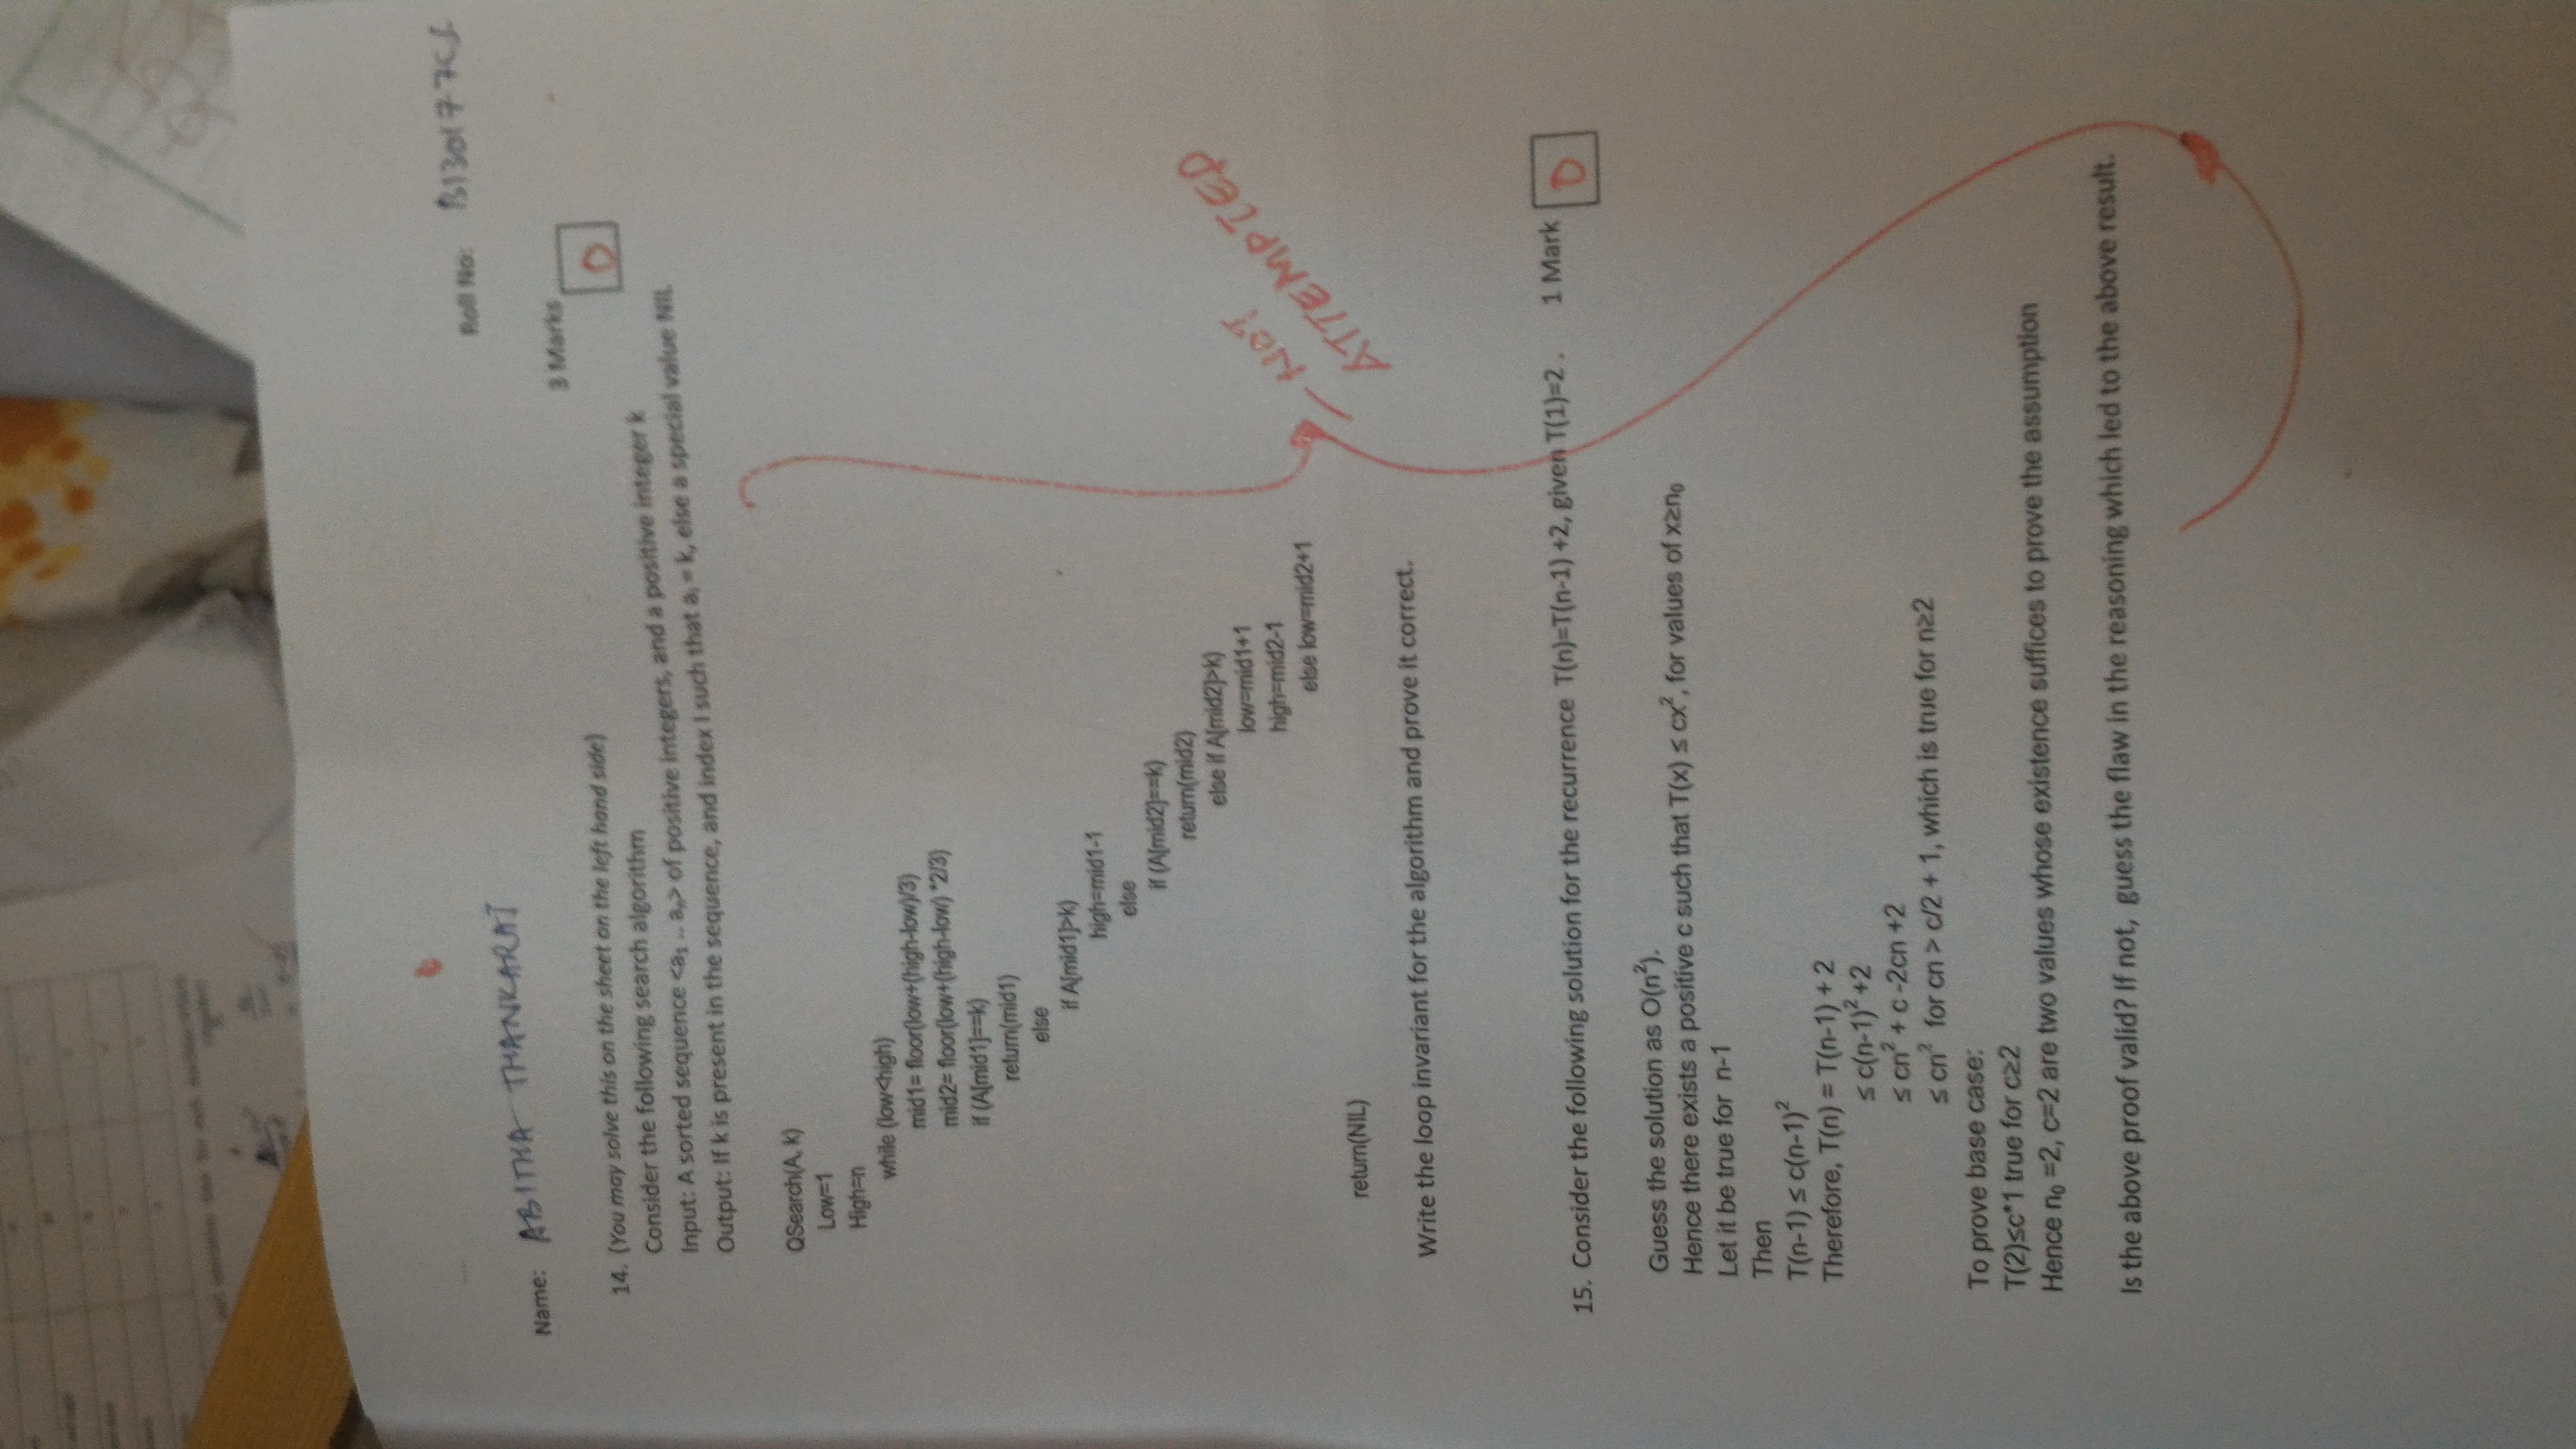 Roll No: B130177CS
Name: ABITHA THANKARAJ
3 Marks
0
14. (You may solve this on the sheet on the left hand side)
Consider the following search algorithm
Input: A sorted sequence <a₁ .. aₙ> of positive integers, and a positive integer k
Output: If k is present in the sequence, and index I such that aᵢ = k, else a special value NIL
QSearch(A, k)
Low=1
High=n
while (low<high)
mid1= floor(low+(high-low)/3)
mid2= floor(low+(high-low) *2/3)
if (A[mid1]==k)
return(mid1)
else
if A[mid1]>k)
high=mid1-1
else
if (A[mid2]==k)
return(mid2)
else if A[mid2]>k)
low=mid1+1
high=mid2-1
else low=mid2+1
return(NIL)
NOT
ATTEMPTED
Write the loop invariant for the algorithm and prove it correct.
15. Consider the following solution for the recurrence T(n)=T(n-1) +2, given T(1)=2 . 1 Mark
0
Guess the solution as O(n²).
Hence there exists a positive c such that T(x) ≤ cx², for values of x≥n₀
Let it be true for n-1
Then
T(n-1) ≤ c(n-1)²
Therefore, T(n) = T(n-1) + 2
≤ c(n-1)² +2
≤ cn² + c -2cn +2
≤ cn² for cn > c/2 + 1, which is true for n≥2
To prove base case:
T(2)≤c*1 true for c≥2
Hence n₀ =2, c=2 are two values whose existence suffices to prove the assumption
Is the above proof valid? If not, guess the flaw in the reasoning which led to the above result.